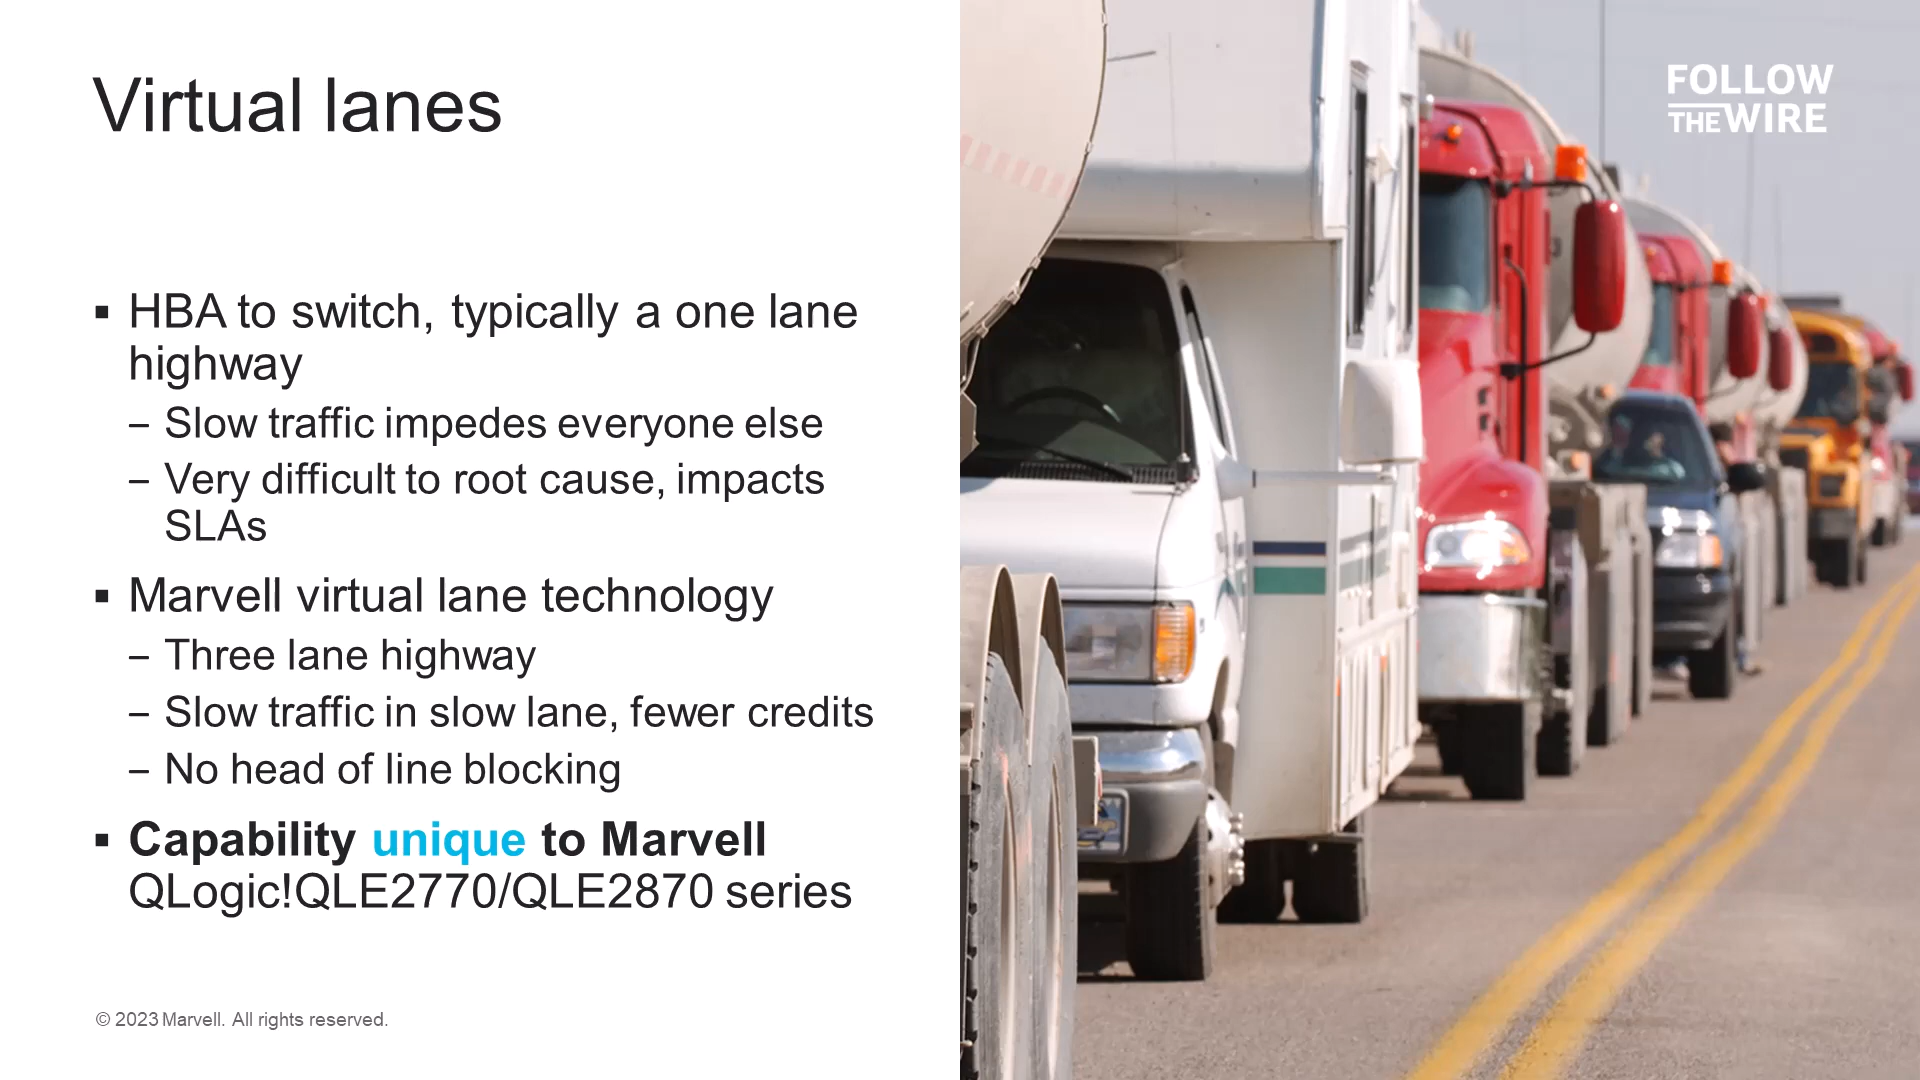 Virtual lanes
FOLLOW
THE WIRE
▪ HBA to switch, typically a one lane
highway
– Slow traffic impedes everyone else
– Very difficult to root cause, impacts
SLAs
▪ Marvell virtual lane technology
– Three lane highway
– Slow traffic in slow lane, fewer credits
– No head of line blocking
▪ Capability unique to Marvell
QLogic!QLE2770/QLE2870 series
© 2023 Marvell. All rights reserved.